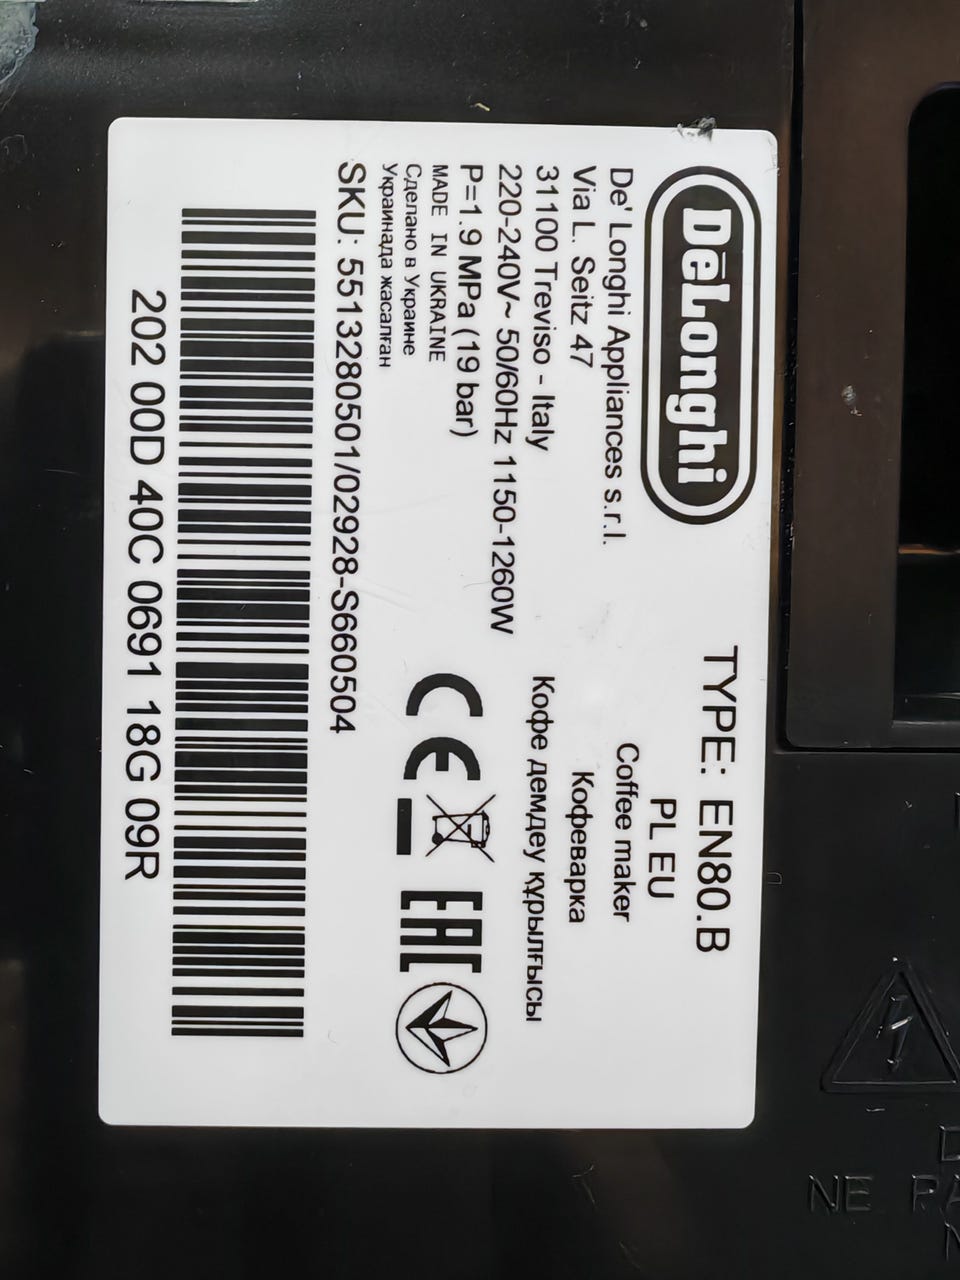 DeLonghi
TYPE: EN80.B
PL EU
De' Longhi Appliances s.r.l.
Via L. Seitz 47
31100 Treviso - Italy
220-240V~ 50/60Hz 1150-1260W
P=1.9 MPa (19 bar)
MADE IN UKRAINE
Сделано в Украине
Украинада жасалған
Coffee maker
Кофеварка
Кофе демдеу құрылғысы
CE
EAC
SKU: 5513280501/02928-S660504
202 00D 40C 0691 18G 09R
NE